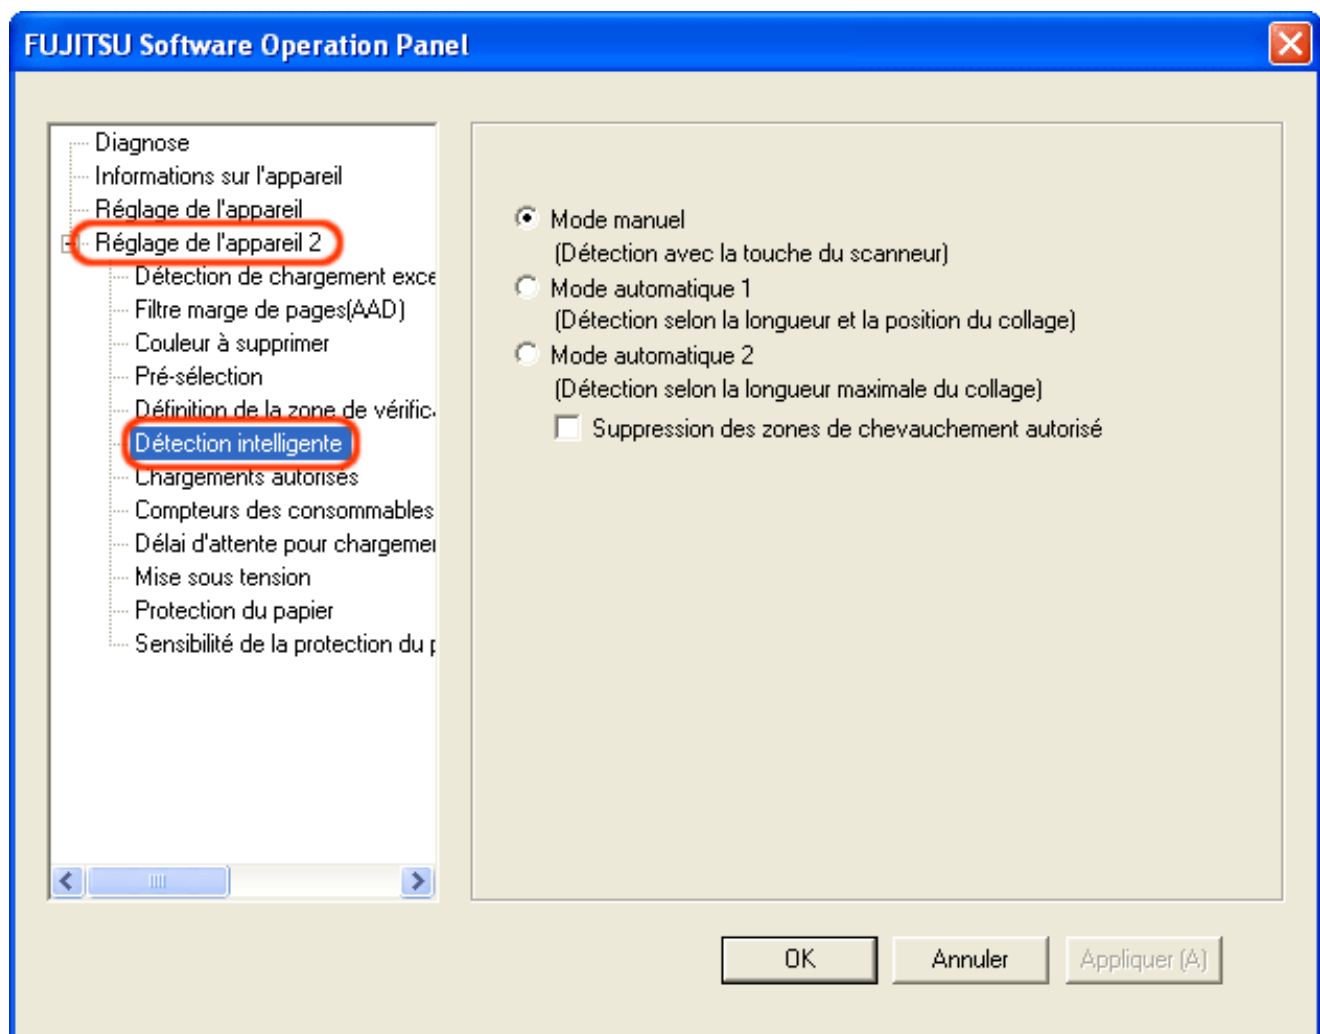 FUJITSU Software Operation Panel
Diagnose
Informations sur l'appareil
Réglage de l'appareil
Réglage de l'appareil 2
Détection de chargement exce
Filtre marge de pages(AAD)
Couleur à supprimer
Pré-sélection
Définition de la zone de vérific
Détection intelligente
Chargements autorisés
Compteurs des consommables
Délai d'attente pour chargemer
Mise sous tension
Protection du papier
Sensibilité de la protection du p
Mode manuel
(Détection avec la touche du scanneur)
Mode automatique 1
(Détection selon la longueur et la position du collage)
Mode automatique 2
(Détection selon la longueur maximale du collage)
Suppression des zones de chevauchement autorisé
OK
Annuler
Appliquer (A)